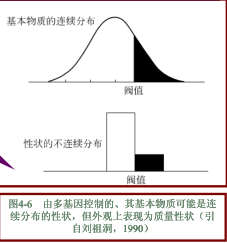 基本物质的连续分布
阀值
性状的不连续分布
阀值
图4-6 由多基因控制的、其基本物质可能是连
续分布的性状，但外观上表现为质量性状（引
自刘祖洞，1990）